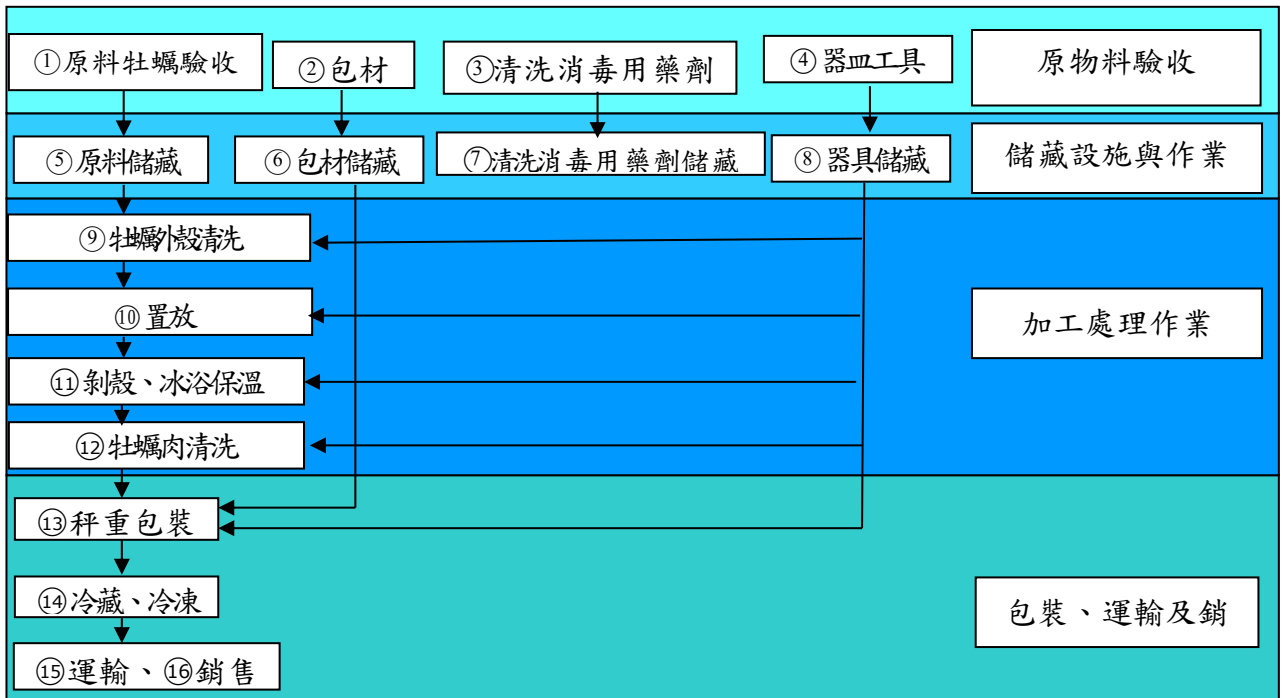 ①原料牡蠣驗收
②包材
③清洗消毒用藥劑
④器皿工具
原物料驗收
⑤原料儲藏
⑥包材儲藏
⑦清洗消毒用藥劑儲藏
⑧器具儲藏
儲藏設施與作業
⑨牡蠣外殼清洗
⑩置放
⑪剝殼、冰浴保溫
⑫牡蠣肉清洗
加工處理作業
⑬秤重包裝
⑭冷藏、冷凍
⑮運輸、⑯銷售
包裝、運輸及銷